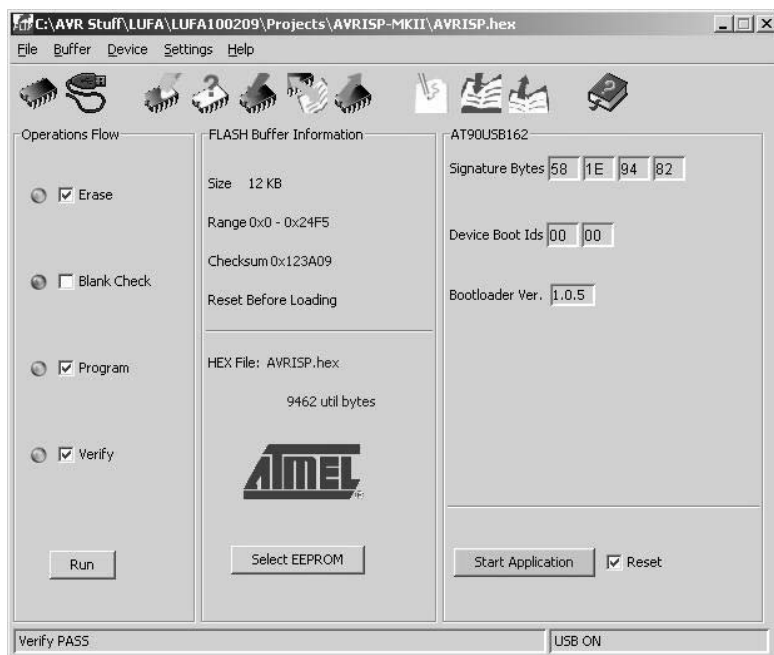 C:\AVR Stuff\LUFA\LUFA100209\Projects\AVRISP-MKII\AVRISP.hex
File Buffer Device Settings Help
Operations Flow
Erase
Blank Check
Program
Verify
Run
FLASH Buffer Information
Size 12 KB
Range 0x0 - 0x24F5
Checksum 0x123A09
Reset Before Loading
HEX File: AVRISP.hex
9462 util bytes
ATMEL
Select EEPROM
AT90USB162
Signature Bytes 58 1E 94 82
Device Boot Ids 00 00
Bootloader Ver. 1.0.5
Start Application Reset
Verify PASS
USB ON